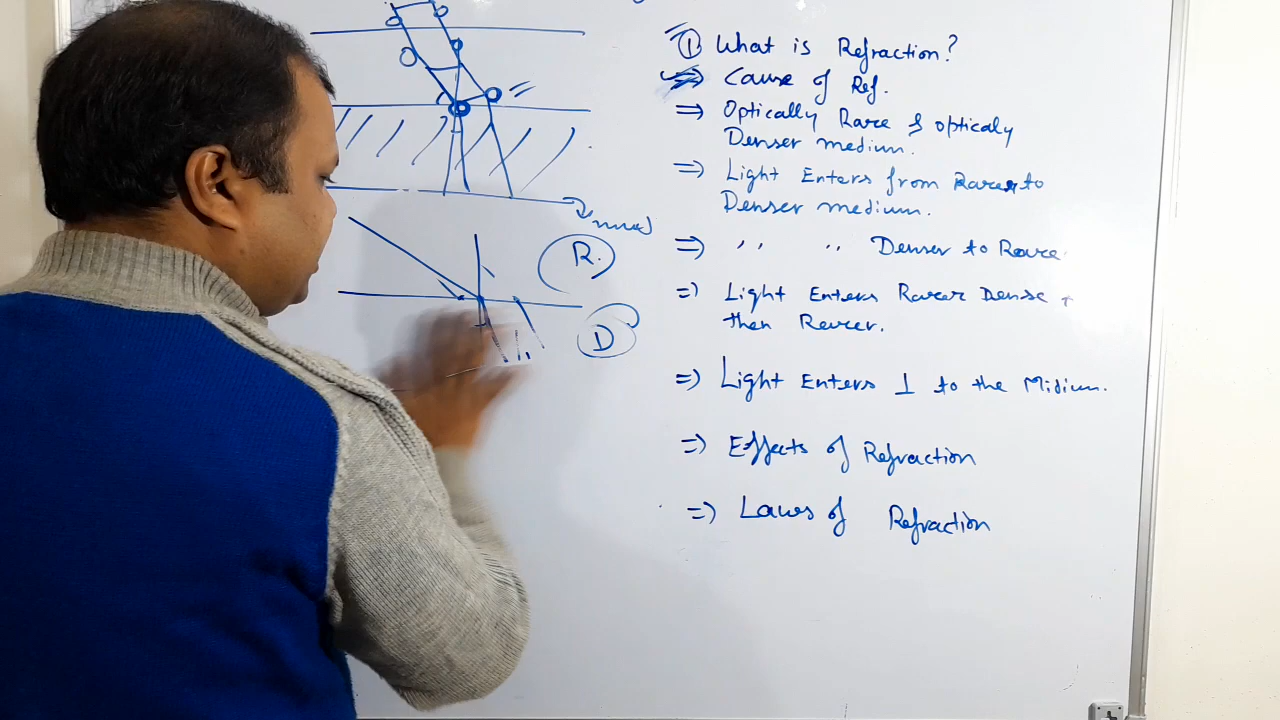 ① What is Refraction?
⇒ Cause of Ref.
⇒ Optically Rare & optically
Denser medium.
⇒ Light Enters from Rarer to
Denser medium.
⇒ ,, ,, Denser to Rarer.
⇒ Light Enters Rarer Dense +
then Rarer.
⇒ Light Enters ⊥ to the Midium.
⇒ Effects of Refraction
⇒ Laws of Refraction
R.
D